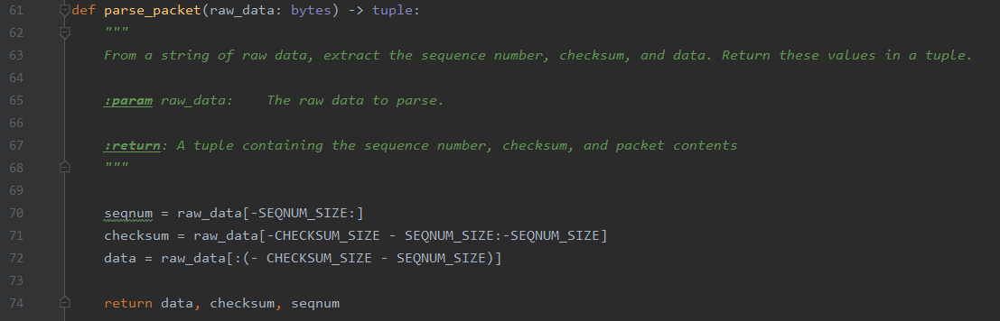 61 def parse_packet(raw_data: bytes) -> tuple:
62 """
63 From a string of raw data, extract the sequence number, checksum, and data. Return these values in a tuple.
64
65 :param raw_data:    The raw data to parse.
66
67 :return: A tuple containing the sequence number, checksum, and packet contents
68 """
69
70 seqnum = raw_data[-SEQNUM_SIZE:]
71 checksum = raw_data[-CHECKSUM_SIZE - SEQNUM_SIZE:-SEQNUM_SIZE]
72 data = raw_data[:(- CHECKSUM_SIZE - SEQNUM_SIZE)]
73
74 return data, checksum, seqnum